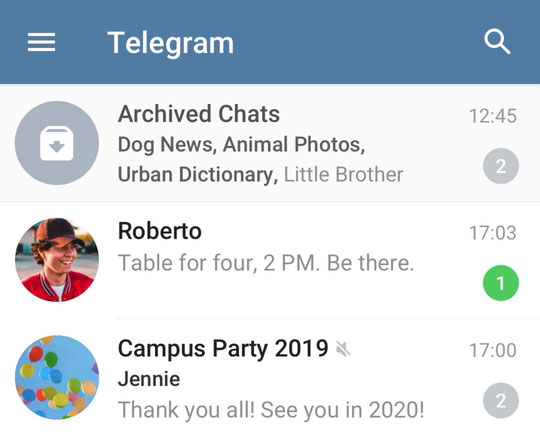 Telegram
Archived Chats 12:45
Dog News, Animal Photos,
Urban Dictionary, Little Brother 2
Roberto 17:03
Table for four, 2 PM. Be there. 1
Campus Party 2019 17:00
Jennie
Thank you all! See you in 2020! 2